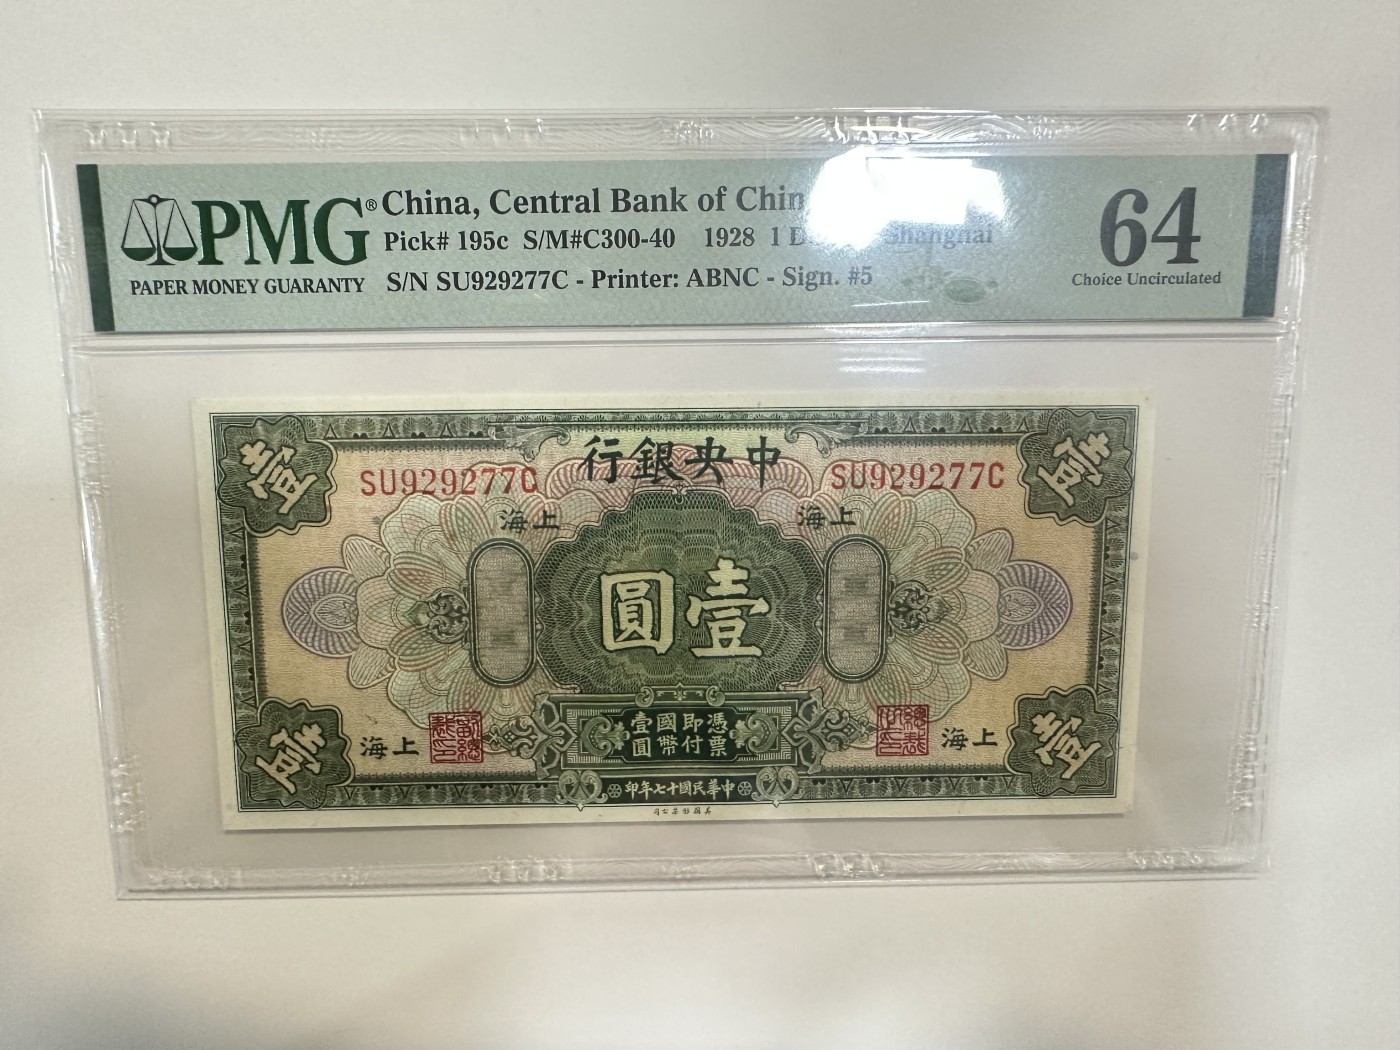 PMG®
PAPER MONEY GUARANTY
China, Central Bank of Chin
Pick# 195c S/M#C300-40 1928 1 D Shanghai
S/N SU929277C - Printer: ABNC - Sign. #5
64
Choice Uncirculated
行銀央中
SU929277C
SU929277C
壹
壹
海上
海上
圓壹
憑票
即付
國幣
壹圓
海上
海上
壹
壹
印年七十國民華中